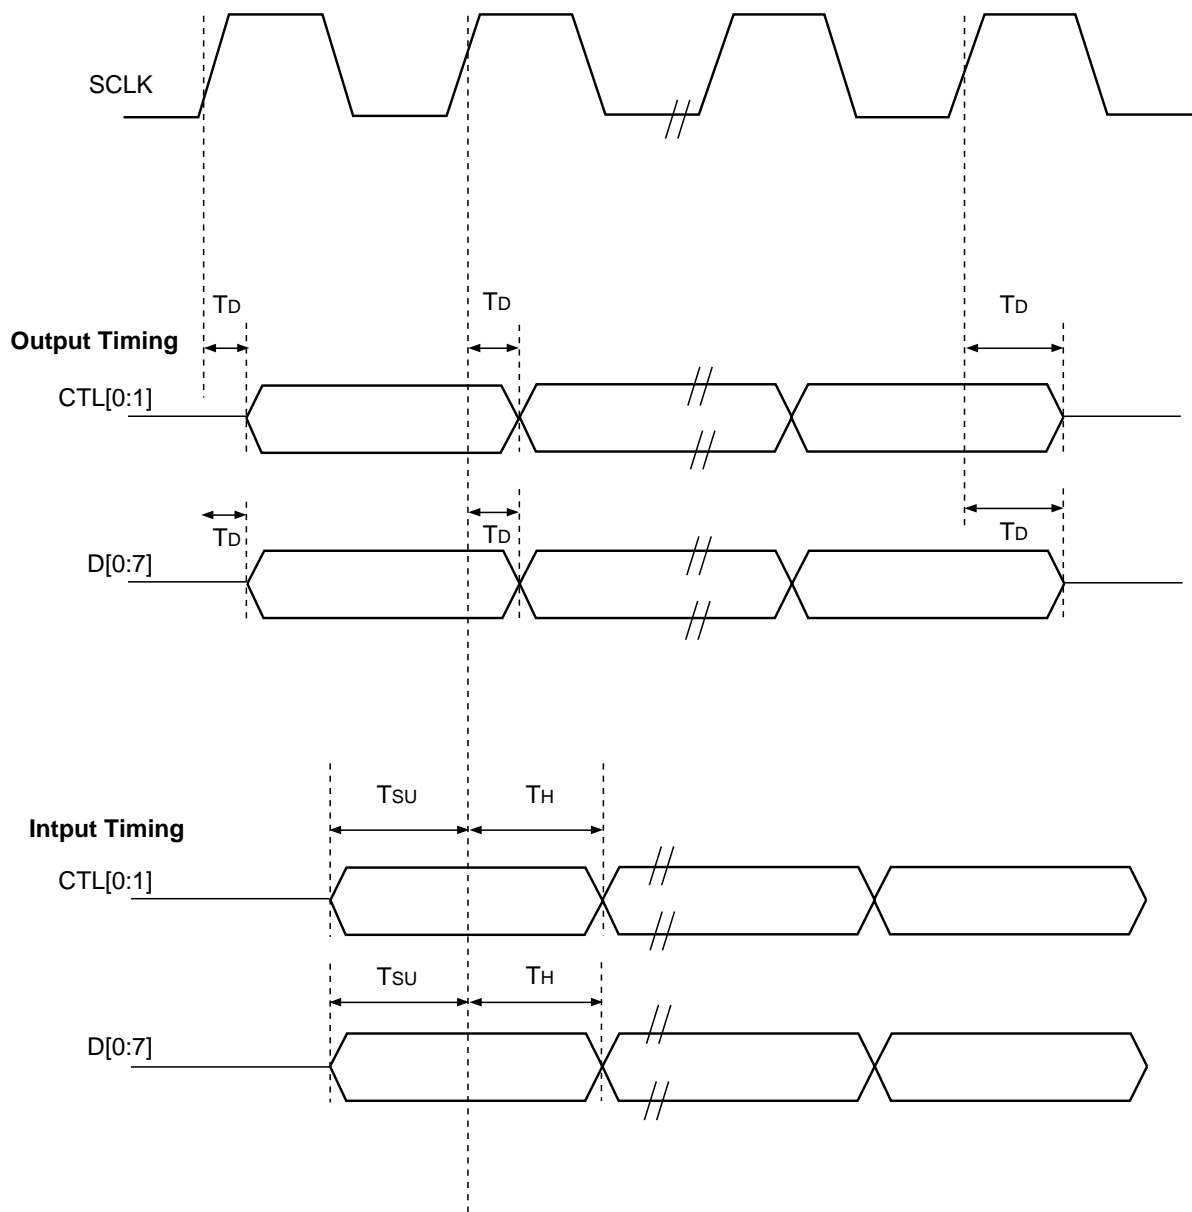 SCLK
TD TD TD
Output Timing
CTL[0:1]
TD TD TD
D[0:7]
TSU TH
Intput Timing
CTL[0:1]
TSU TH
D[0:7]